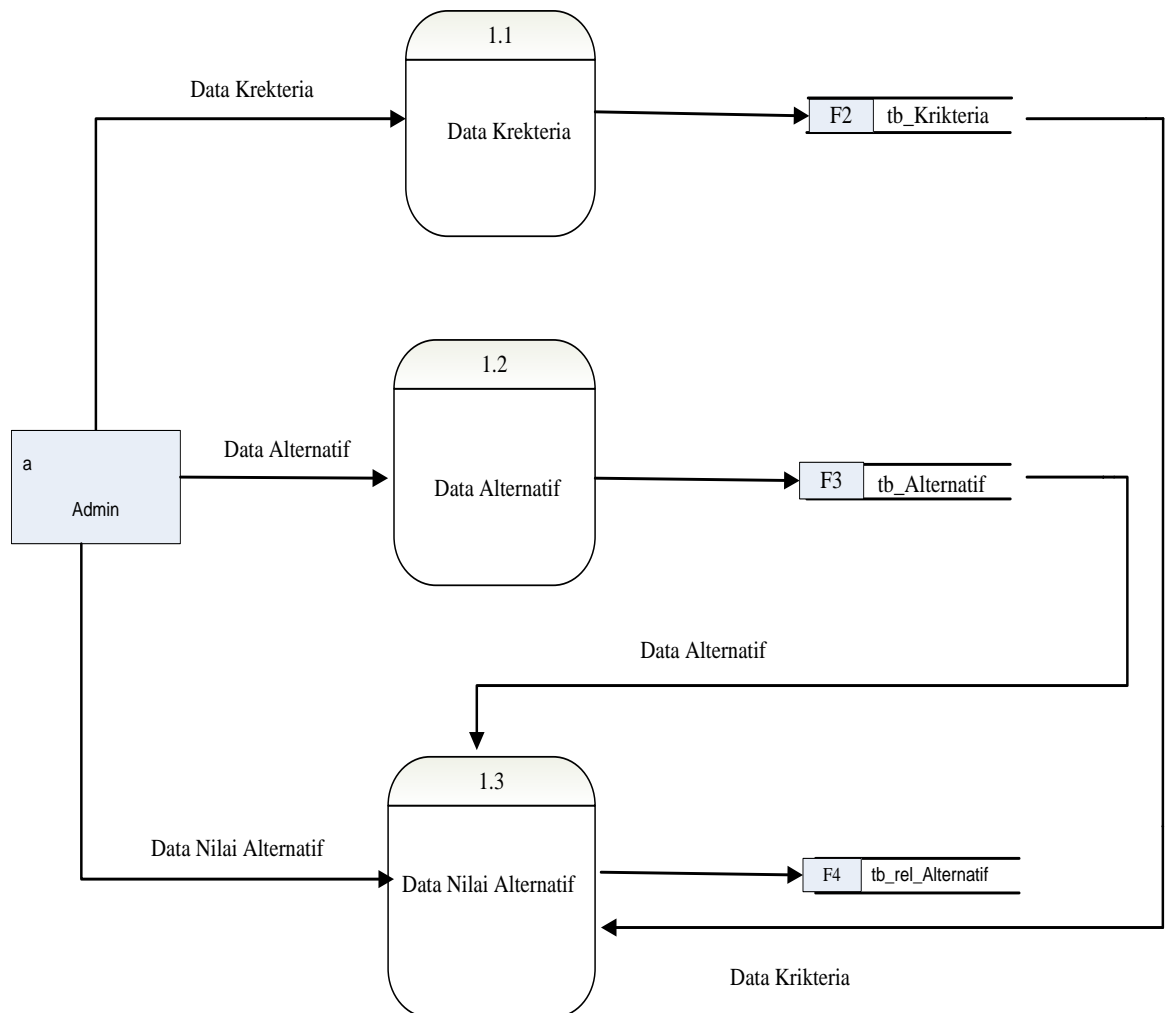 1.1
Data Krekteria
Data Krekteria
F2
tb_Krikteria
1.2
Data Alternatif
Data Alternatif
F3
tb_Alternatif
a
Admin
Data Alternatif
1.3
Data Nilai Alternatif
Data Nilai Alternatif
F4
tb_rel_Alternatif
Data Krikteria